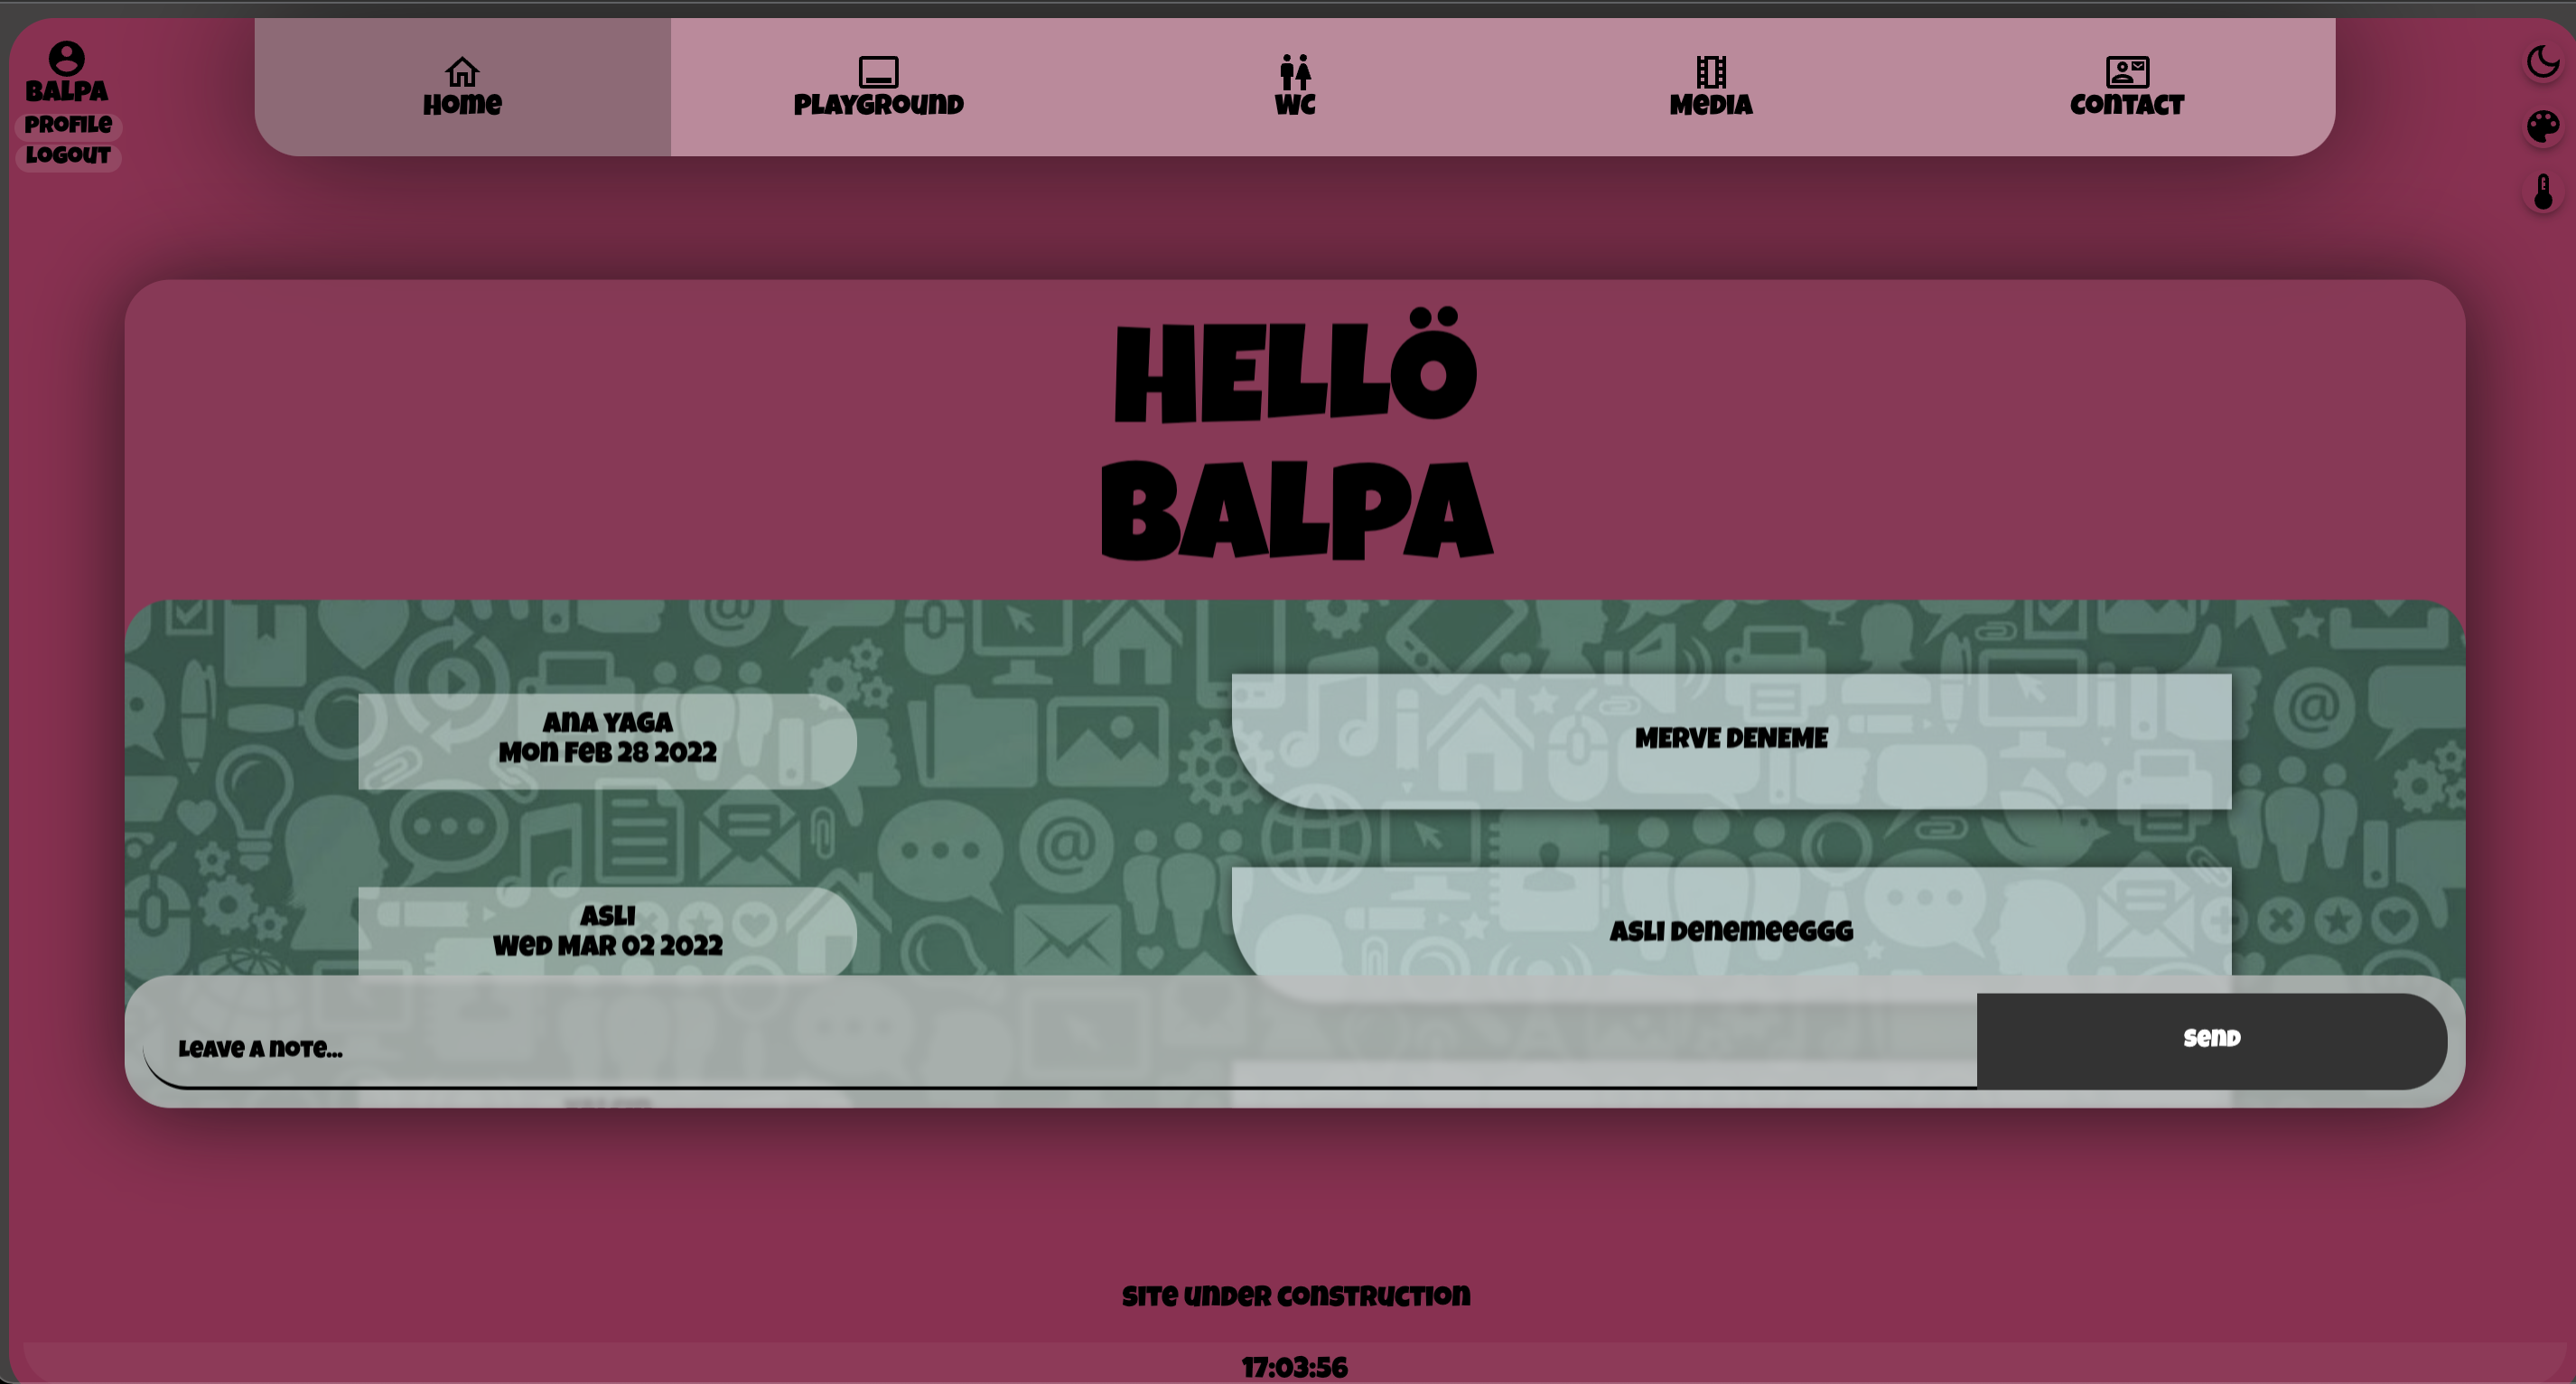 BALPA
PROFILE
LOGOUT
Home
PLAYGROUND
WC
MEDIA
CONTACT
HELLÖ
BALPA
ANA YAGA
Mon Feb 28 2022
MERVE DENEME
ASLI
Wed Mar 02 2022
ASLI Denemeeggg
Leave a note...
Send
Site under construction
17:03:56